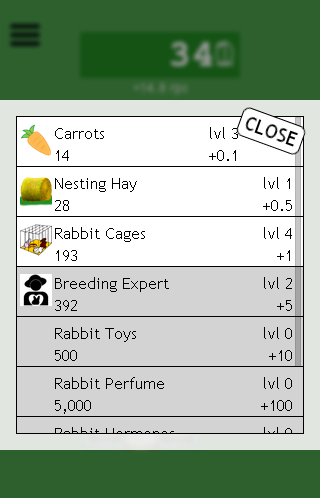 34
+14.8 rps
CLOSE
Carrots lvl 3
14 +0.1
Nesting Hay lvl 1
28 +0.5
Rabbit Cages lvl 4
193 +1
Breeding Expert lvl 2
392 +5
Rabbit Toys lvl 0
500 +10
Rabbit Perfume lvl 0
5,000 +100
Rabbit Hormones lvl 0